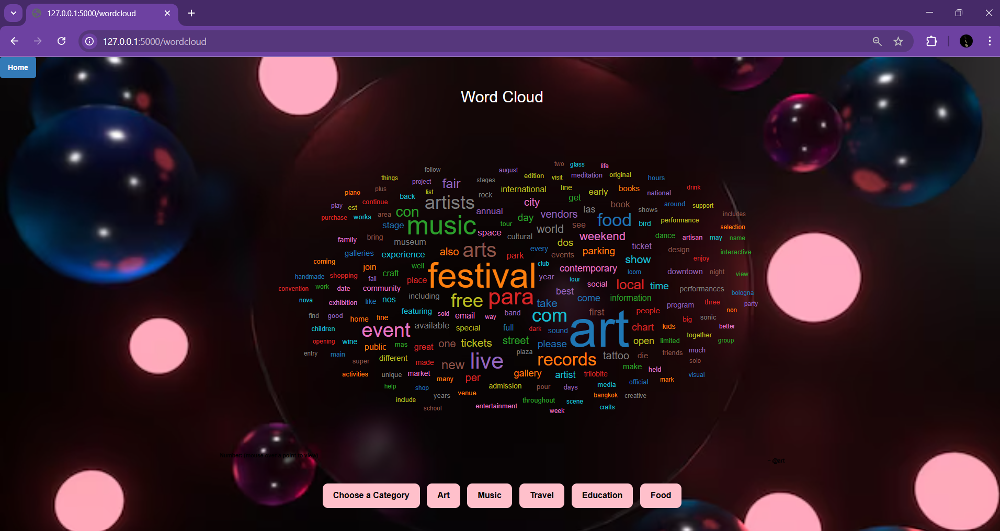 127.0.0.1:5000/wordcloud
127.0.0.1:5000/wordcloud
Home
Word Cloud
two glass life
follow august
things project fair stages edition visit meditation original hours
piano plus list international line early books national drink
back artists rock city get
play est continue con annual las book shows around support
purchase works area music day vendors food bird performance includes
stage tour space world see selection
family bring museum cultural weekend dance artisan may name
galleries experience also arts park every dos events parking ticket design interactive
coming join well club show enjoy
handmade shopping fall craft place festival year contemporary loom downtown night view
convention work date community four social local time performances bologna
nova exhibition like nos including free para take best come information program three party
find good home fine featuring sold email way band com first people non
children event available special full dark sound art chart kids big sonic better
opening wine public mas great one tickets street please open limited together group
entry main super different made new live plaza records tattoo die friends much solo
activities unique market many per gallery artist trilobite make held visual
help shop venue admission pour days media official mark
include years throughout scene bangkok creative
school entertainment week crafts
Number: (mouse over a point to view)
~ @art
Choose a Category Art Music Travel Education Food